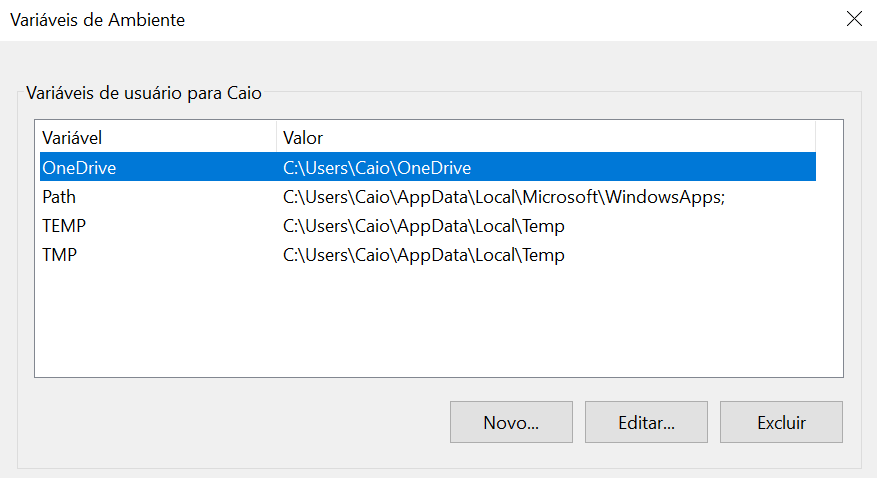 Variáveis de Ambiente
Variáveis de usuário para Caio
Variável Valor
OneDrive C:\Users\Caio\OneDrive
Path C:\Users\Caio\AppData\Local\Microsoft\WindowsApps;
TEMP C:\Users\Caio\AppData\Local\Temp
TMP C:\Users\Caio\AppData\Local\Temp
Novo... Editar... Excluir